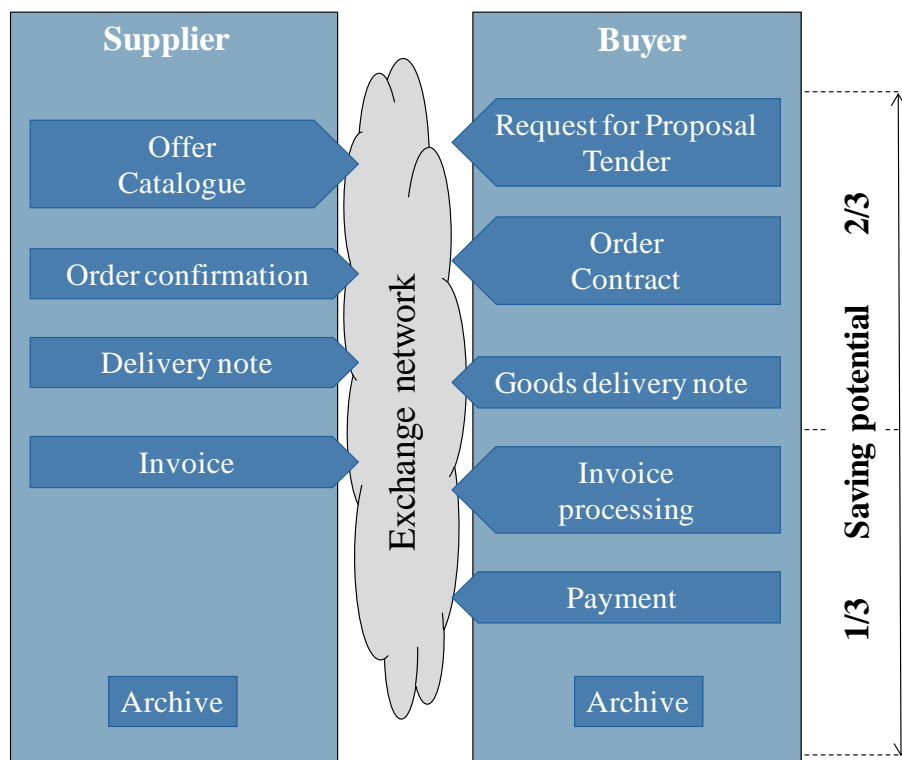 Supplier
Offer
Catalogue
Order confirmation
Delivery note
Invoice
Archive
Exchange network
Buyer
Request for Proposal
Tender
Order
Contract
Goods delivery note
Invoice
processing
Payment
Archive
2/3
Saving potential
1/3